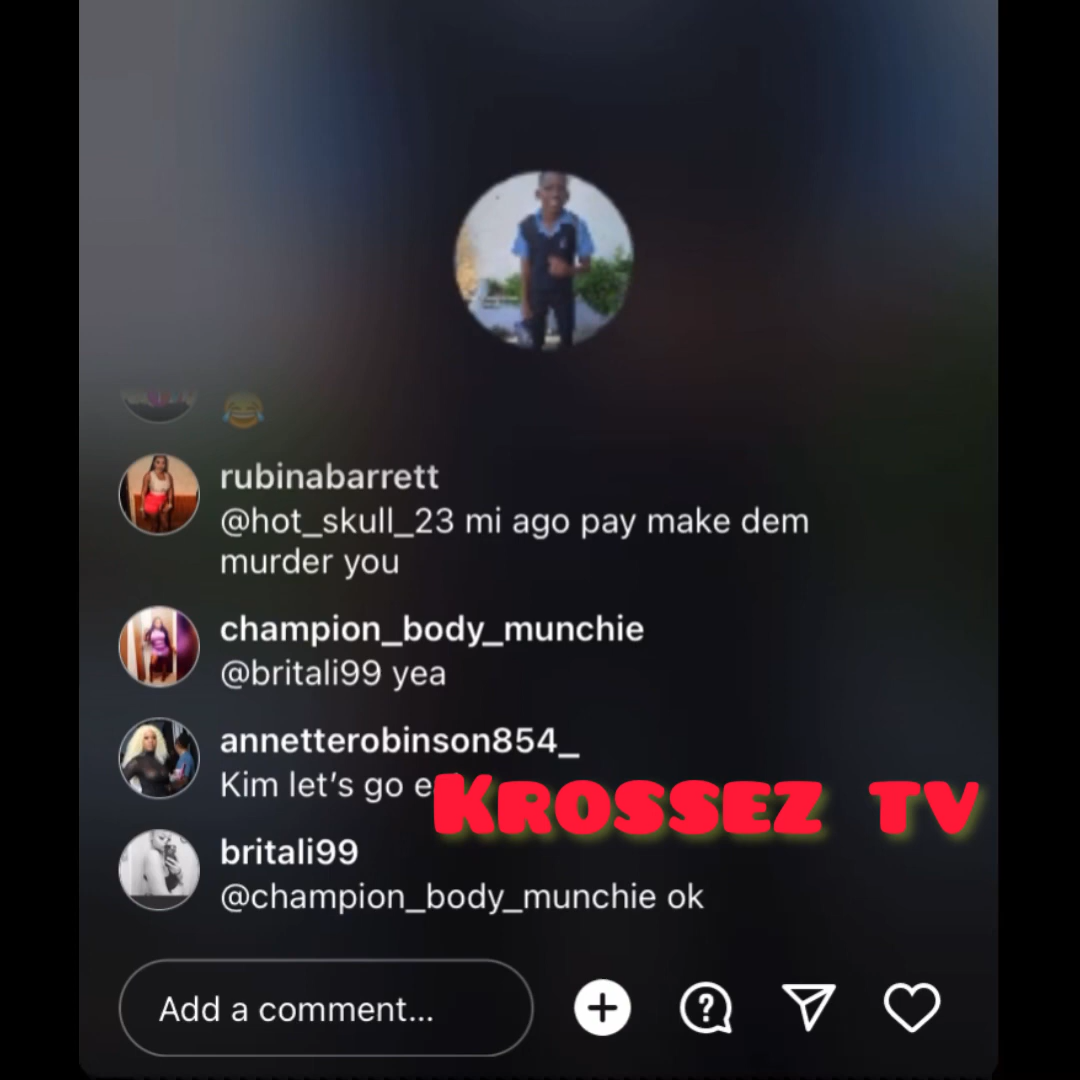 😂
rubinabarrett
@hot_skull_23 mi ago pay make dem
murder you
champion_body_munchie
@britali99 yea
annetterobinson854_
Kim let’s go
KROSSEZ TV
britali99
@champion_body_munchie ok
Add a comment...